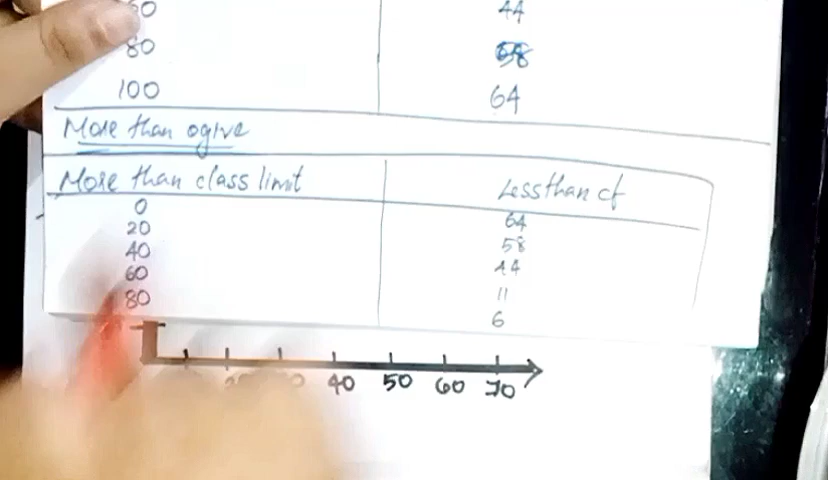 44
80 58
100 64
More than ogive
More than class limit Less than cf
0 64
20 58
40 44
60 11
80 6
40 50 60 70